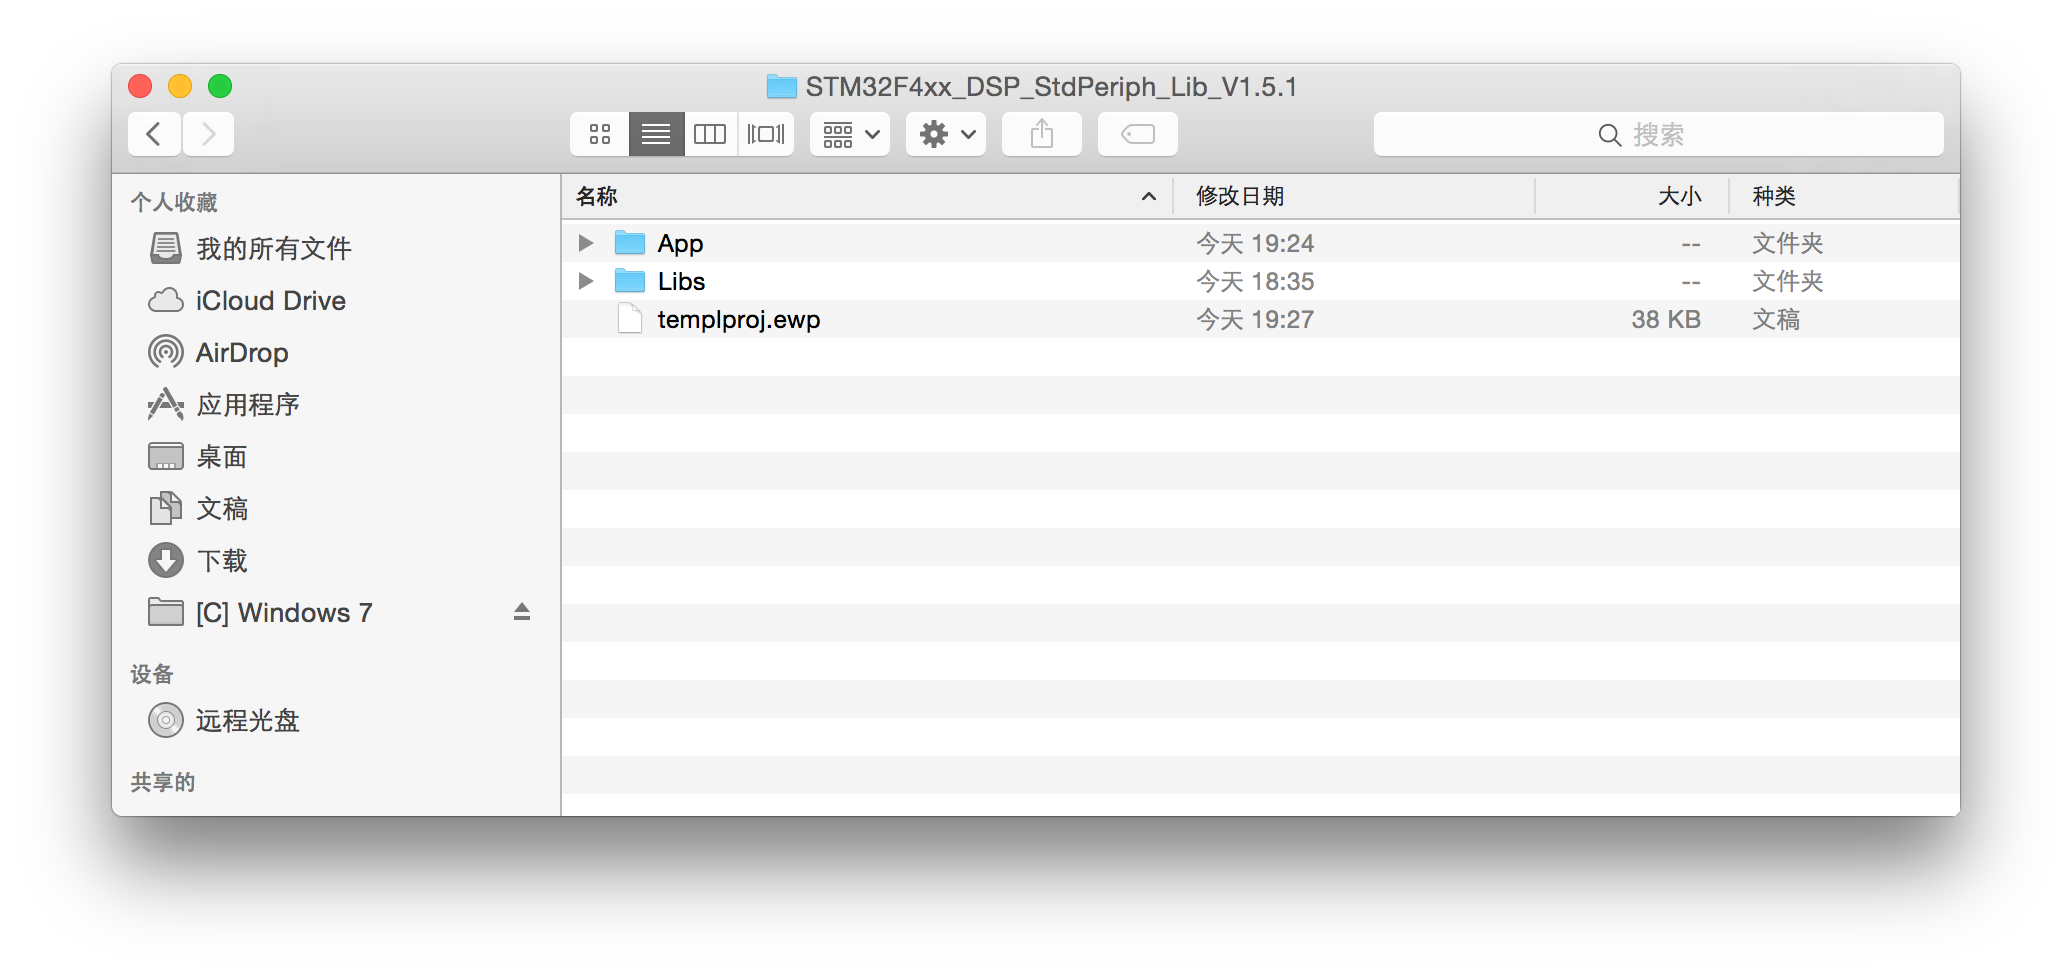 STM32F4xx_DSP_StdPeriph_Lib_V1.5.1
搜索
个人收藏
我的所有文件
iCloud Drive
AirDrop
应用程序
桌面
文稿
下载
[C] Windows 7
设备
远程光盘
共享的
名称 修改日期 大小 种类
App 今天 19:24 -- 文件夹
Libs 今天 18:35 -- 文件夹
templproj.ewp 今天 19:27 38 KB 文稿